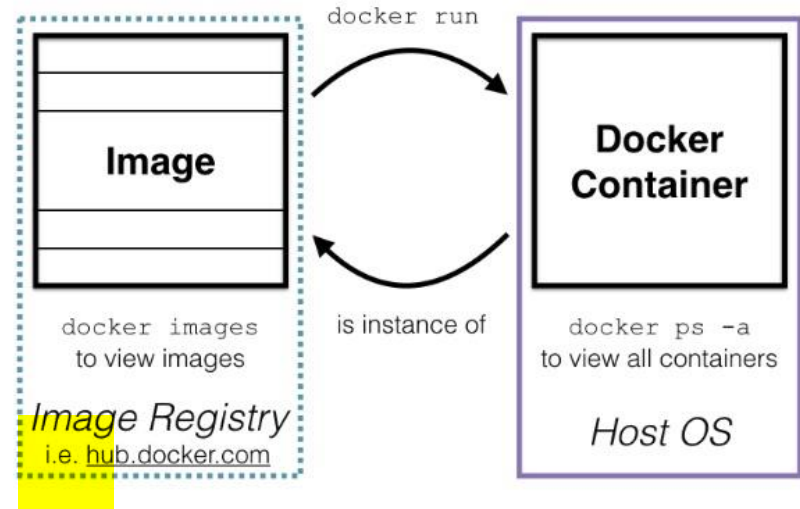 docker run
Image
Docker
Container
is instance of
docker images
to view images
docker ps -a
to view all containers
Image Registry
i.e. hub.docker.com
Host OS